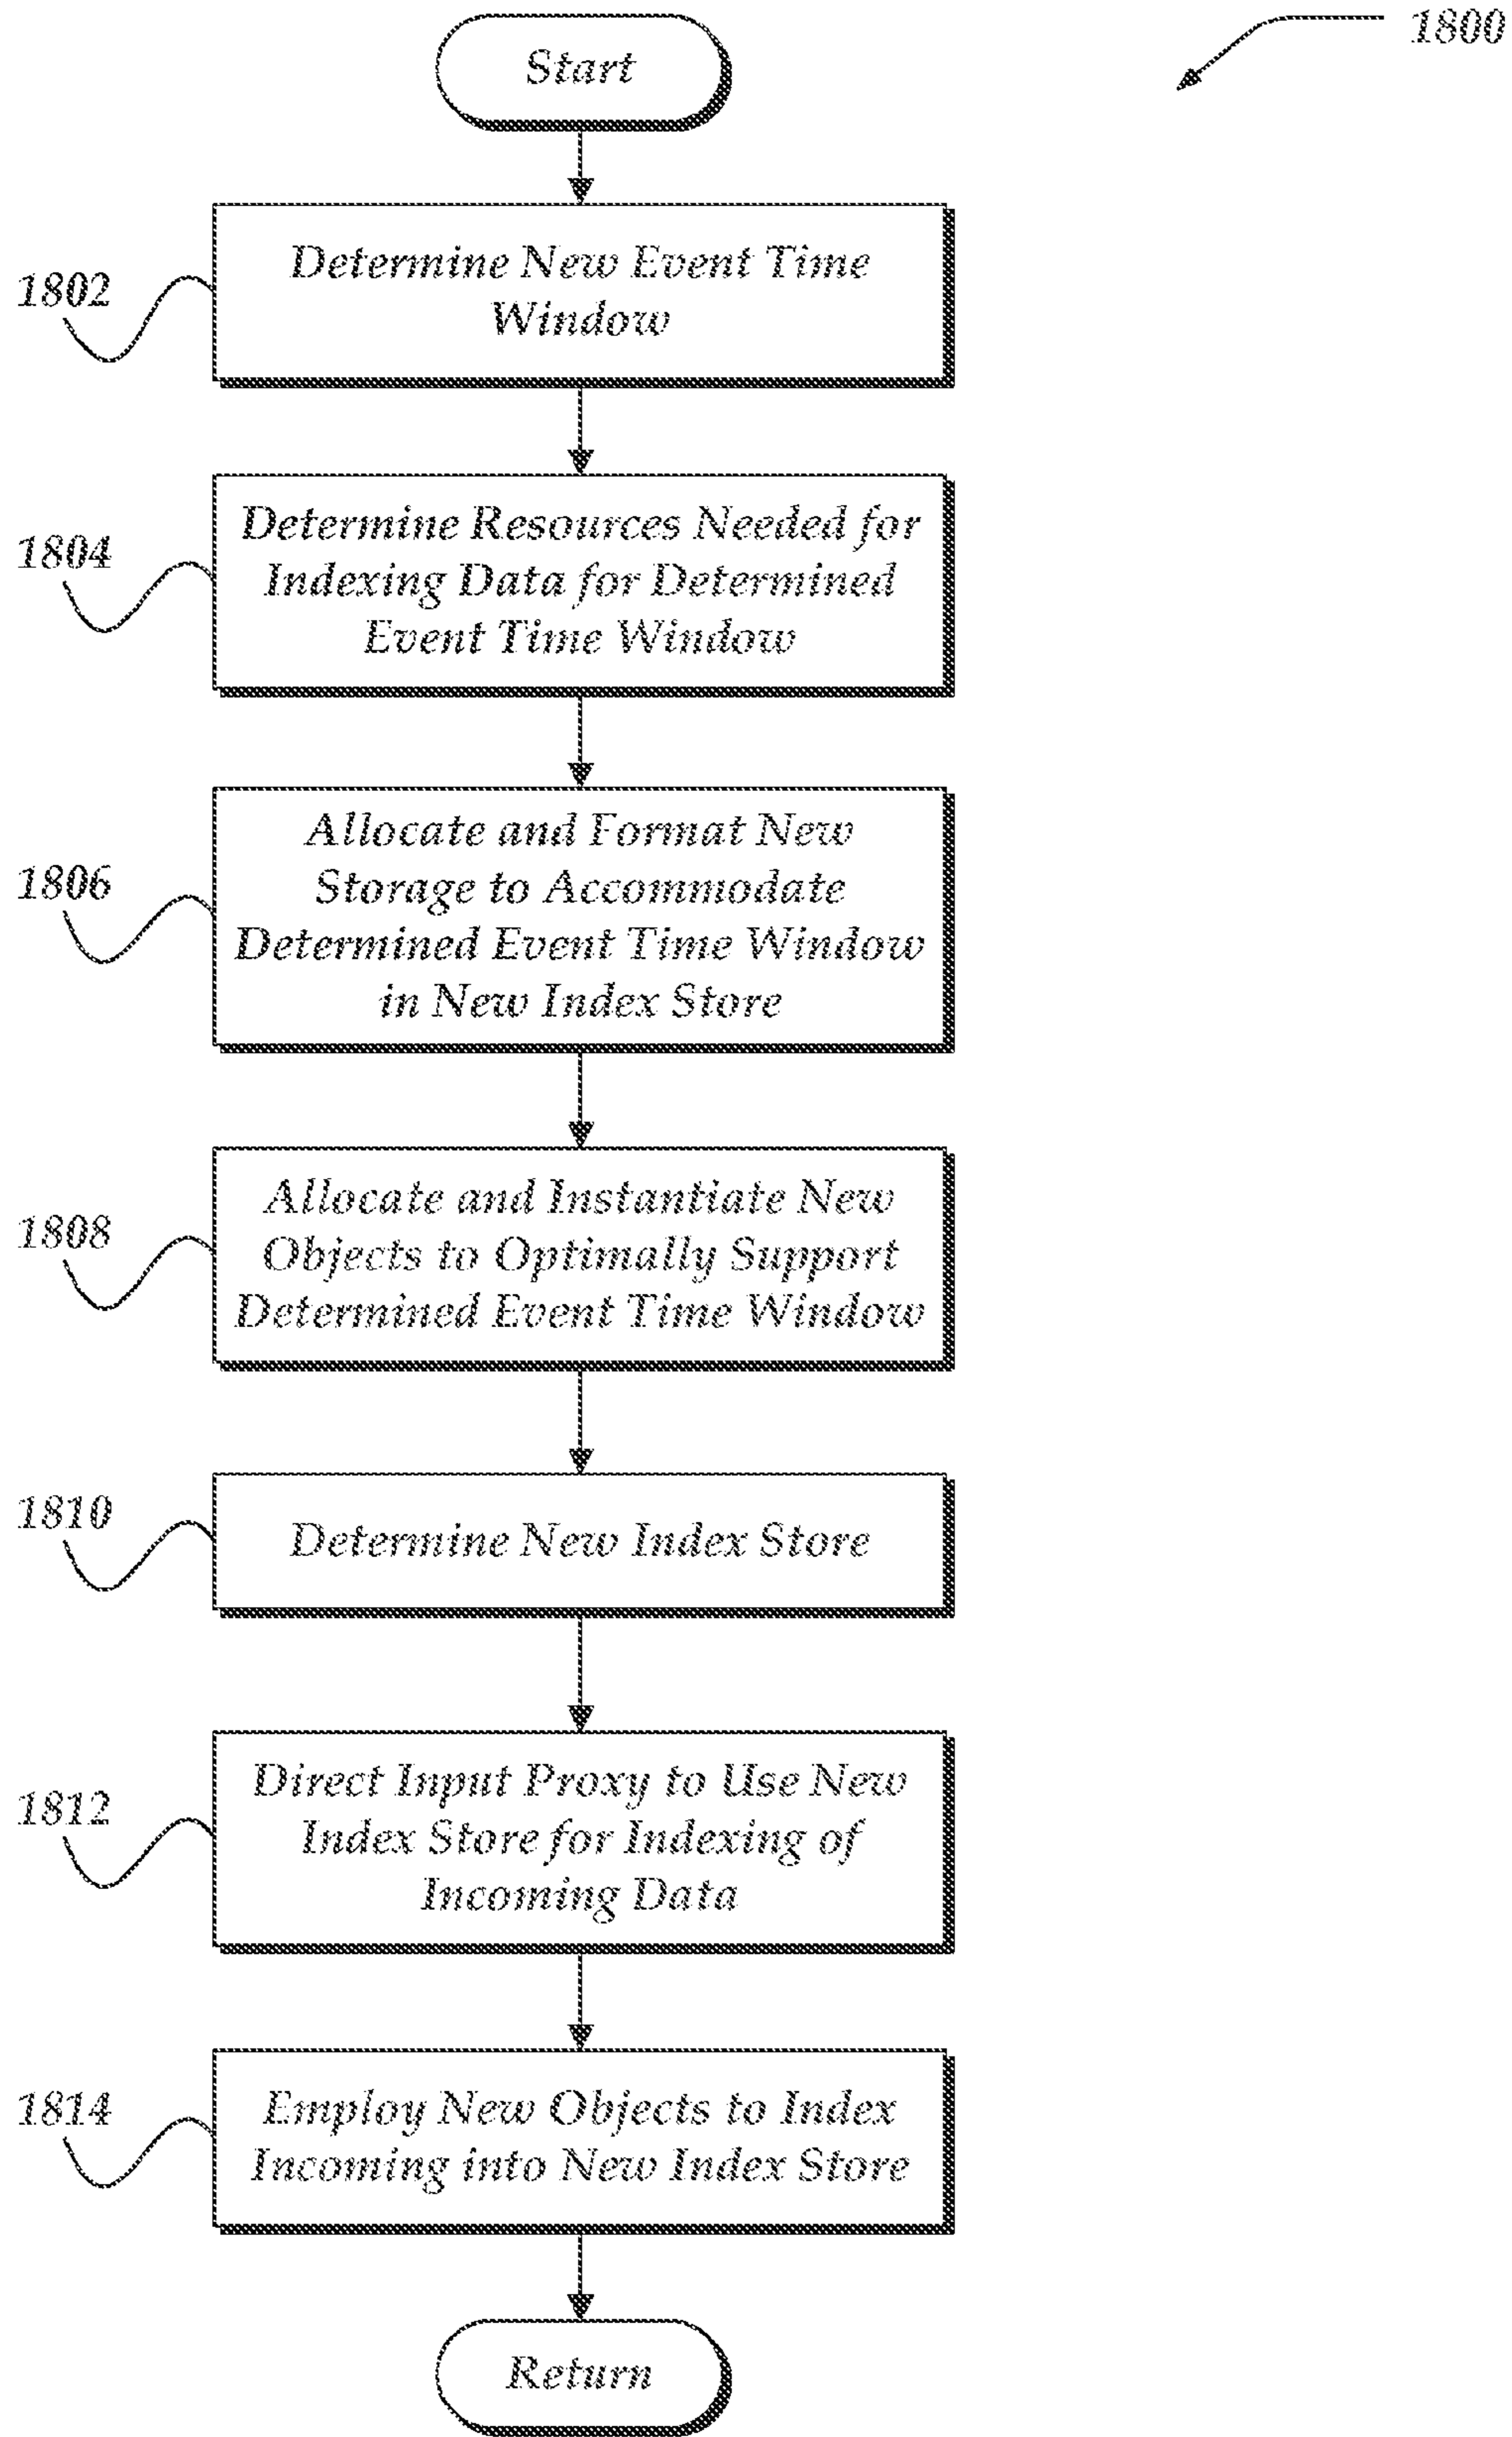 1800
Start
1802
Determine New Event Time
Window
1804
Determine Resources Needed for
Indexing Data for Determined
Event Time Window
1806
Allocate and Format New
Storage to Accommodate
Determined Event Time Window
in New Index Store
1808
Allocate and Instantiate New
Objects to Optimally Support
Determined Event Time Window
1810
Determine New Index Store
1812
Direct Input Proxy to Use New
Index Store for Indexing of
Incoming Data
1814
Employ New Objects to Index
Incoming into New Index Store
Return